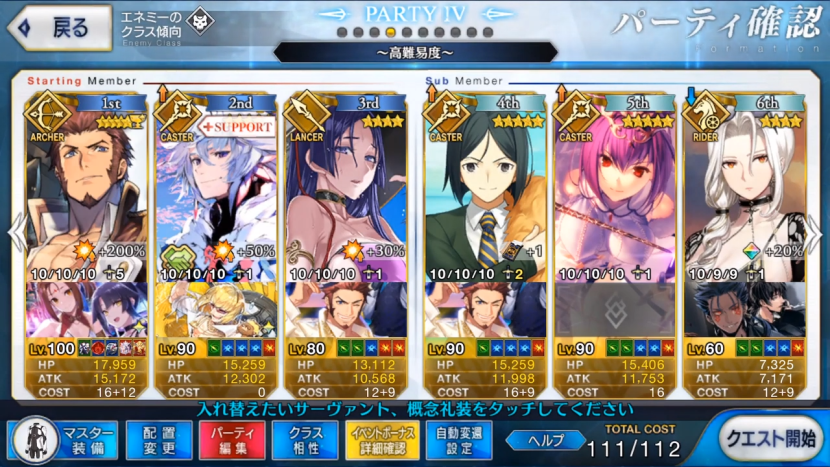 戻る
エネミーの
クラス傾向
Enemy Class
PARTY IV
～高難易度～
パーティ確認
Formation
Starting Member
Sub Member
1st
ARCHER
+200%
10/10/10 5
Lv.100
HP 17,959
ATK 15,172
COST 16+12
2nd
CASTER
+SUPPORT
+50%
10/10/10 1
Lv.90
HP 15,259
ATK 12,302
COST 0
3rd
LANCER
+30%
10/10/10 1
Lv.80
HP 13,112
ATK 10,568
COST 12+9
4th
CASTER
+1
10/10/10 2
Lv.90
HP 15,259
ATK 11,998
COST 16+9
5th
CASTER
10/10/10 1
Lv.90
HP 15,406
ATK 11,753
COST 16
6th
RIDER
+20%
10/9/9 1
Lv.60
HP 7,325
ATK 7,171
COST 12+9
入れ替えたいサーヴァント、概念礼装をタッチしてください
マスター
装備
配置
変更
パーティ
編集
クラス
相性
イベントボーナス
詳細確認
自動変還
設定
ヘルプ
TOTAL COST
111/112
クエスト開始